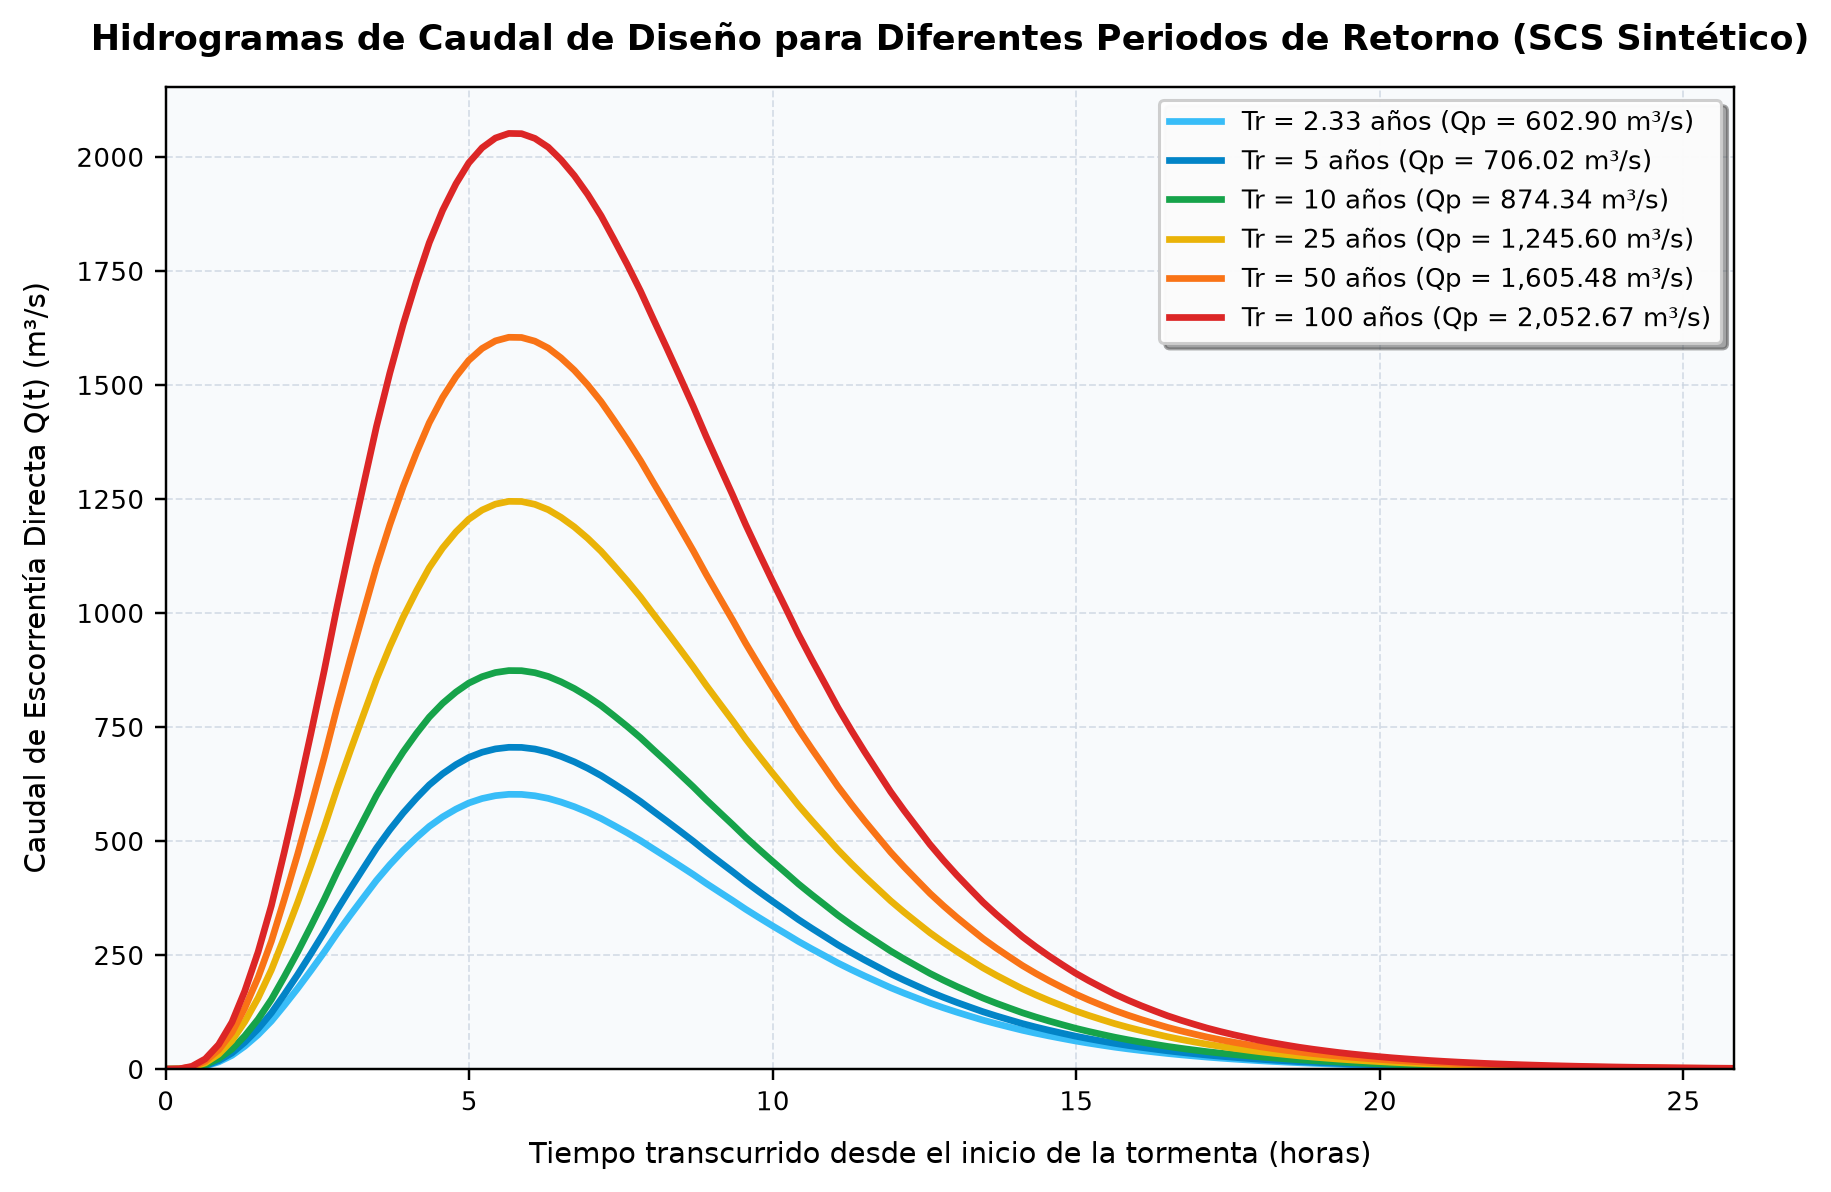 Hidrogramas de Caudal de Diseño para Diferentes Periodos de Retorno (SCS Sintético)
Tr = 2.33 años (Qp = 602.90 m³/s)
Tr = 5 años (Qp = 706.02 m³/s)
Tr = 10 años (Qp = 874.34 m³/s)
Tr = 25 años (Qp = 1,245.60 m³/s)
Tr = 50 años (Qp = 1,605.48 m³/s)
Tr = 100 años (Qp = 2,052.67 m³/s)
Caudal de Escorrentía Directa Q(t) (m³/s)
2000
1750
1500
1250
1000
750
500
250
0
0 5 10 15 20 25
Tiempo transcurrido desde el inicio de la tormenta (horas)